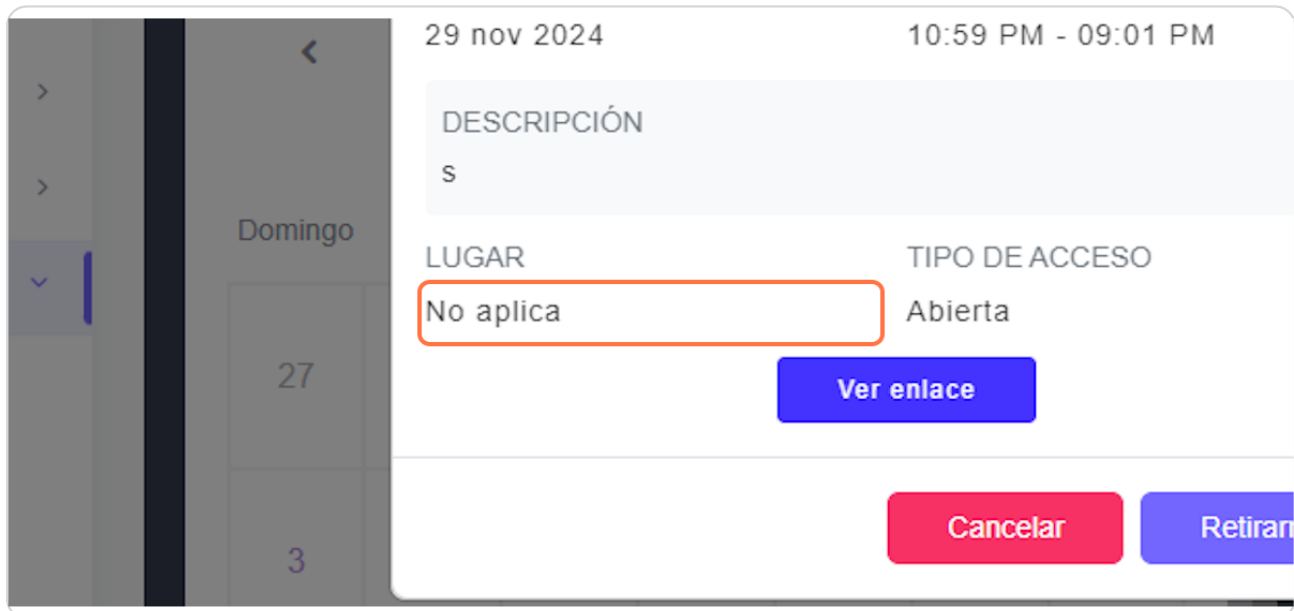 29 nov 2024
10:59 PM - 09:01 PM
DESCRIPCIÓN
s
Domingo
LUGAR
TIPO DE ACCESO
No aplica
Abierta
27
Ver enlace
Cancelar
3